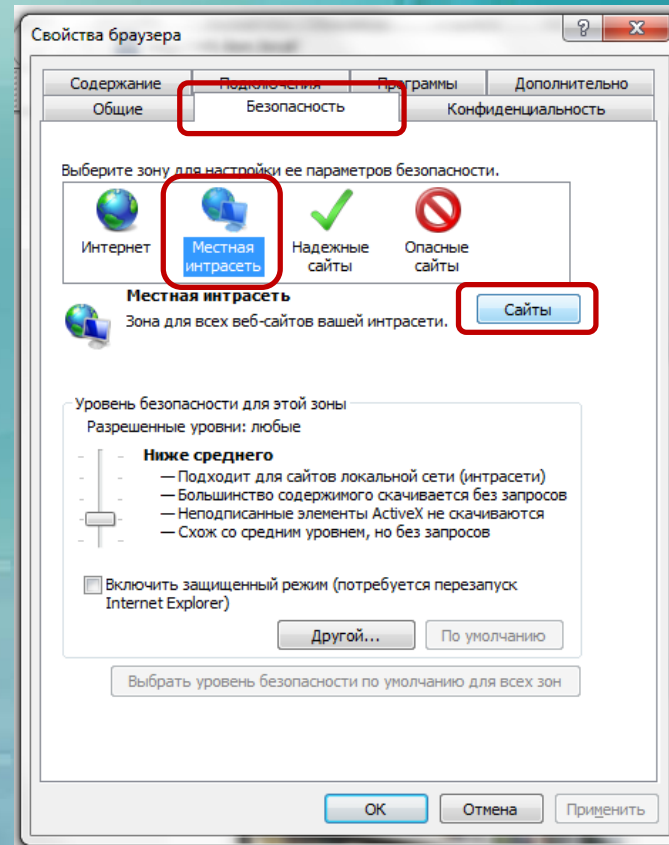 Свойства браузера
Содержание Подключения Программы Дополнительно
Общие Безопасность Конфиденциальность
Выберите зону для настройки ее параметров безопасности.
Интернет Местная интрасеть Надежные сайты Опасные сайты
Местная интрасеть
Зона для всех веб-сайтов вашей интрасети.
Сайты
Уровень безопасности для этой зоны
Разрешенные уровни: любые
Ниже среднего
— Подходит для сайтов локальной сети (интрасети)
— Большинство содержимого скачивается без запросов
— Неподписанные элементы ActiveX не скачиваются
— Схож со средним уровнем, но без запросов
Включить защищенный режим (потребуется перезапуск
Internet Explorer)
Другой... По умолчанию
Выбрать уровень безопасности по умолчанию для всех зон
ОК Отмена Применить